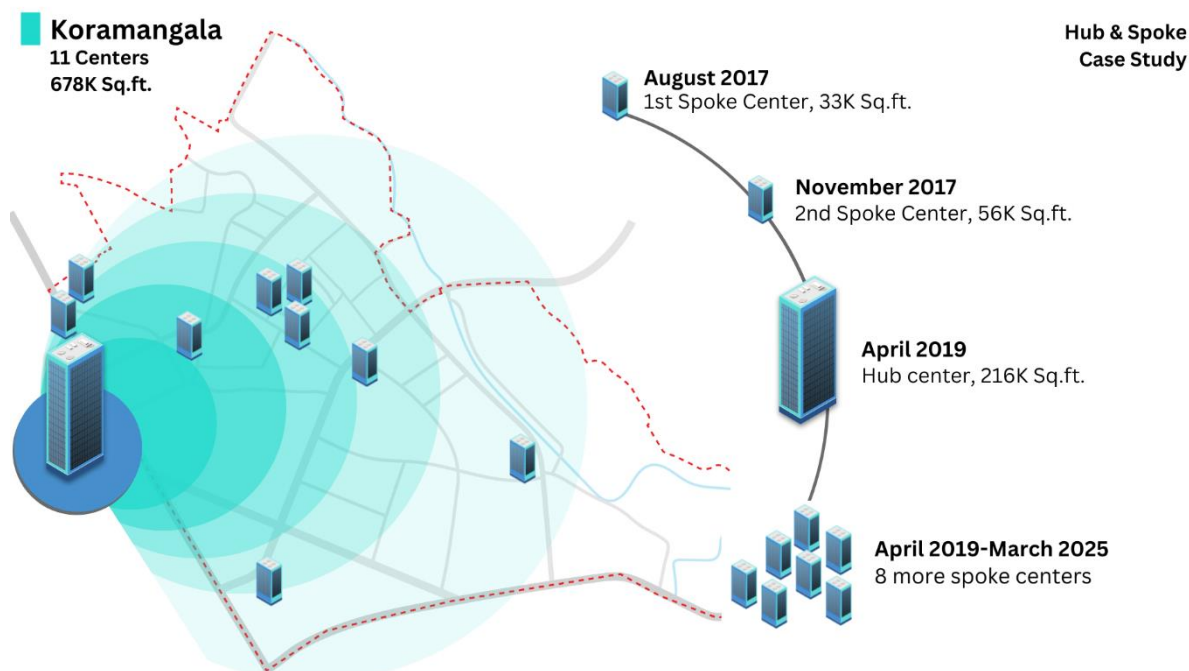 Koramangala
11 Centers
678K Sq.ft.
Hub & Spoke
Case Study
August 2017
1st Spoke Center, 33K Sq.ft.
November 2017
2nd Spoke Center, 56K Sq.ft.
April 2019
Hub center, 216K Sq.ft.
April 2019-March 2025
8 more spoke centers